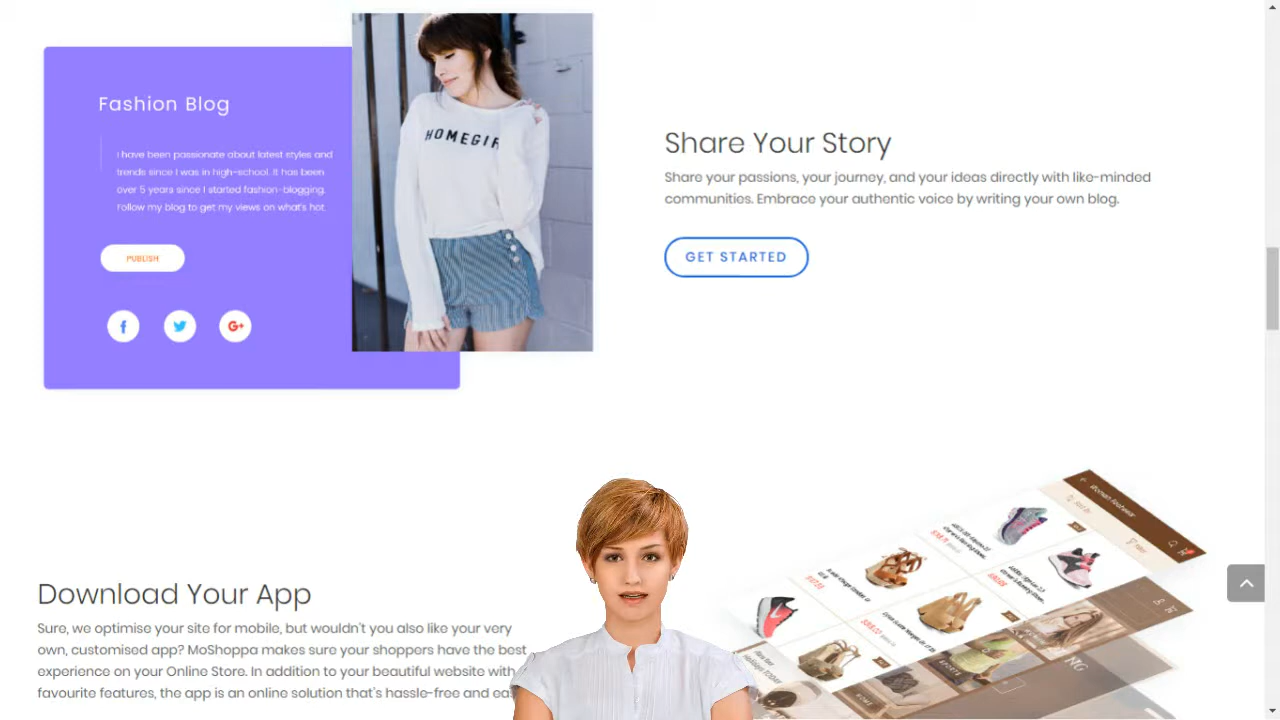 Fashion Blog
I have been passionate about latest styles and
trends since I was in high-school. It has been
over 5 years since I started fashion-blogging.
Follow my blog to get my views on what's hot.
PUBLISH
HOMEGIR
Share Your Story
Share your passions, your journey, and your ideas directly with like-minded
communities. Embrace your authentic voice by writing your own blog.
GET STARTED
Download Your App
Sure, we optimise your site for mobile, but wouldn't you also like your very
own, customised app? MoShoppa makes sure your shoppers have the best
experience on your Online Store. In addition to your beautiful website with
favourite features, the app is an online solution that's hassle-free and eas
Women Footwear